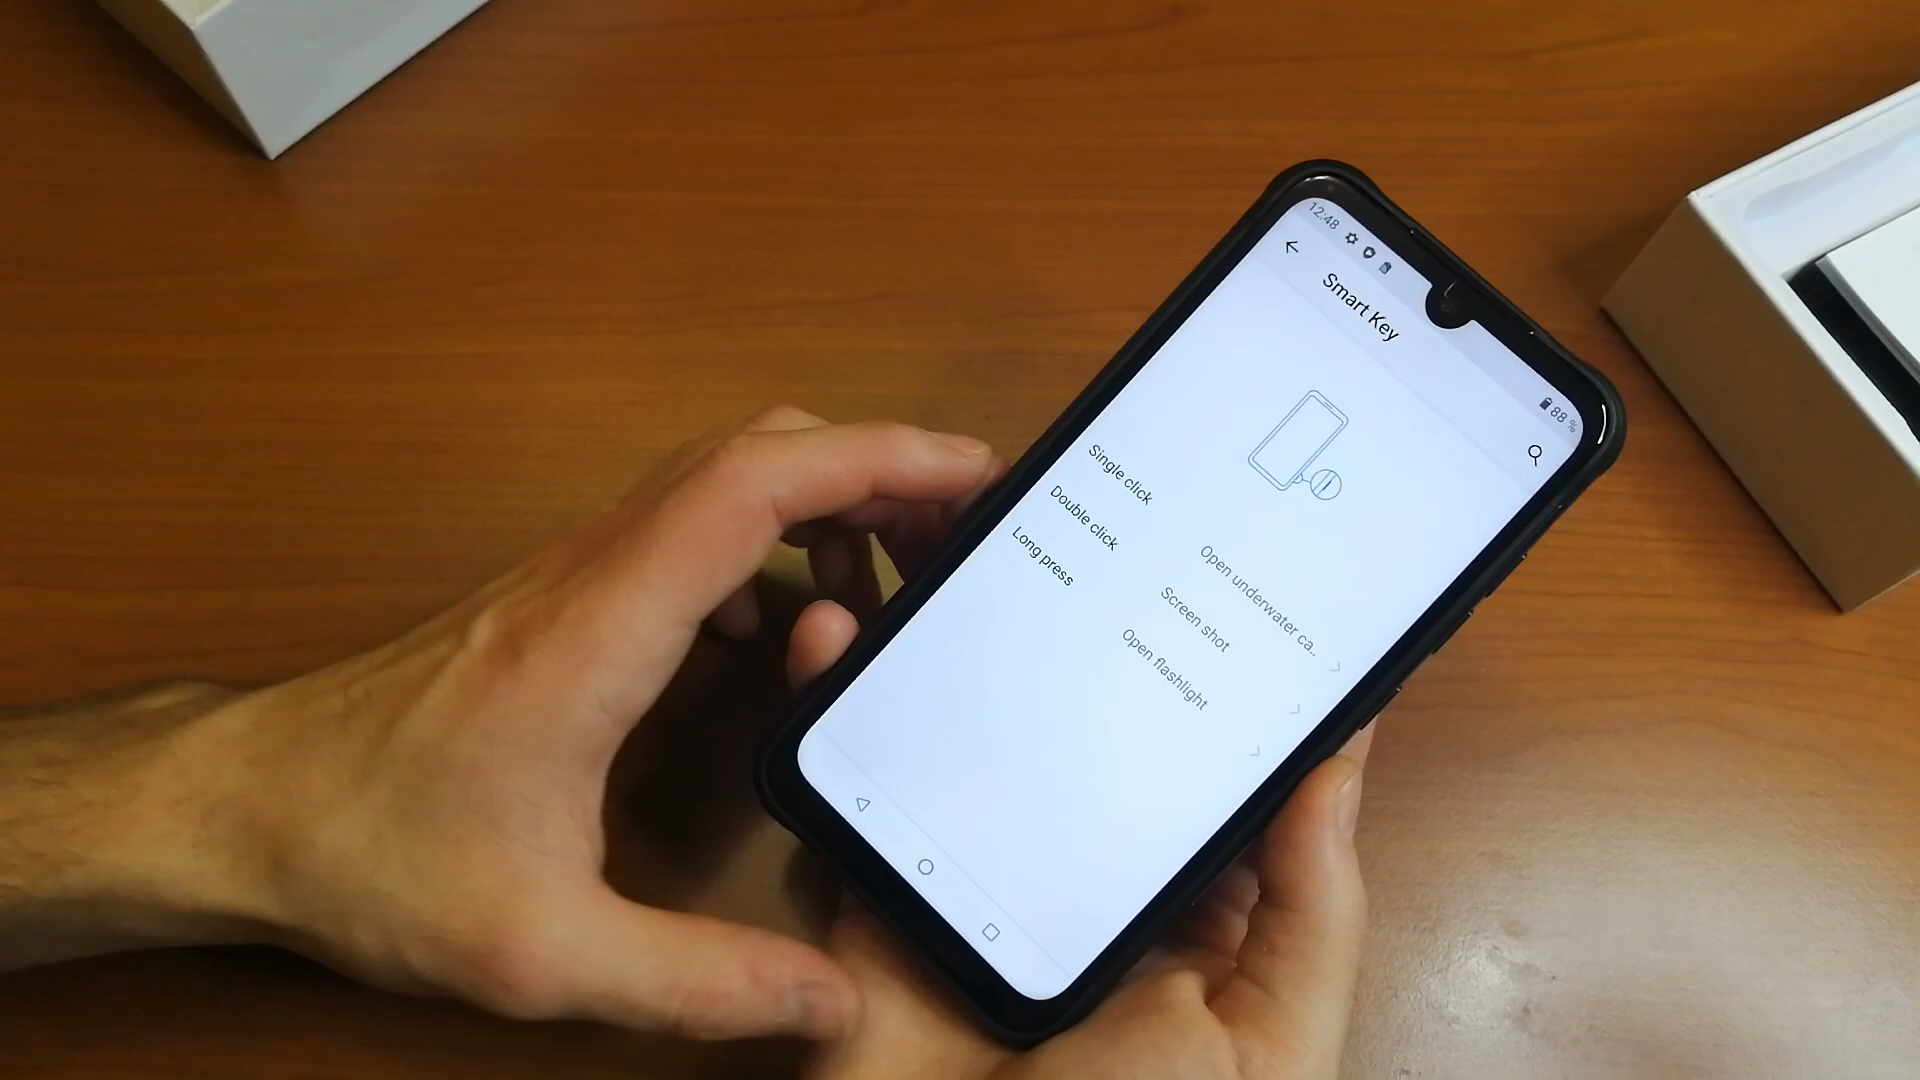 12:48
88 %
Smart Key
Single click
Open underwater ca..
Double click
Screen shot
Long press
Open flashlight